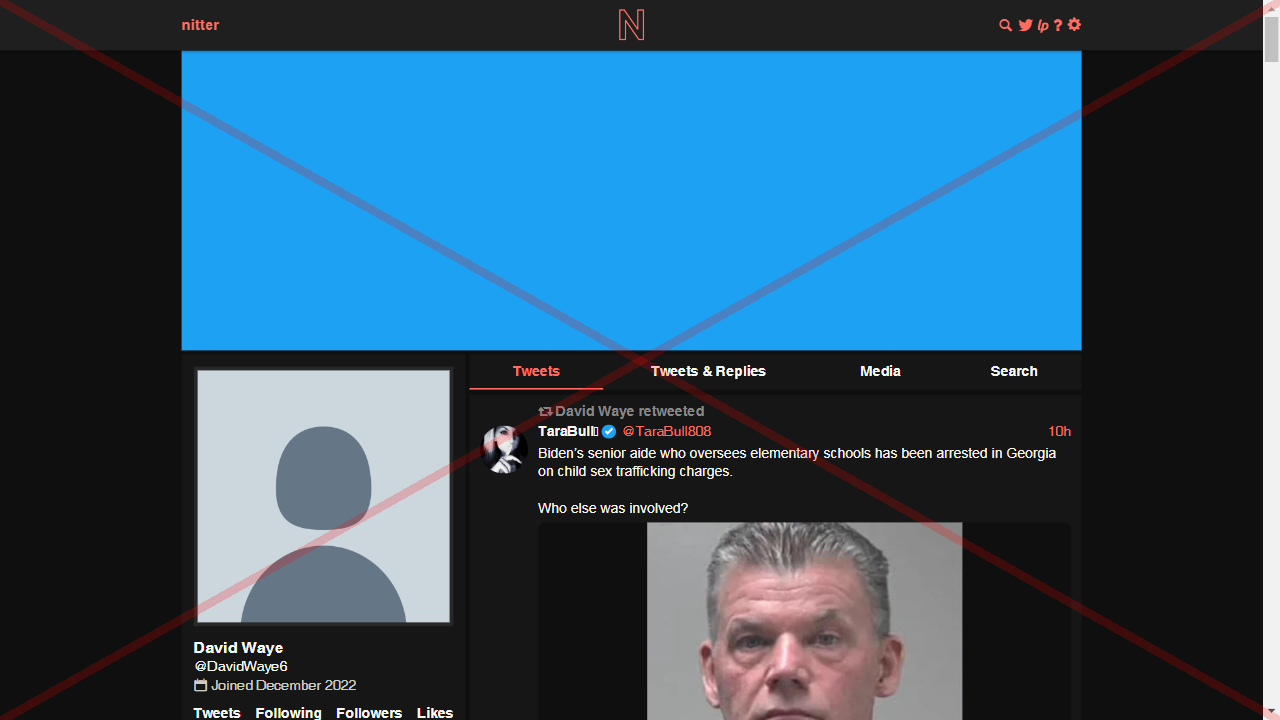 nitter
N
lp ?
Tweets
Tweets & Replies
Media
Search
David Waye retweeted
TaraBull @TaraBull808
10h
Biden’s senior aide who oversees elementary schools has been arrested in Georgia
on child sex trafficking charges.
Who else was involved?
David Waye
@DavidWaye6
Joined December 2022
Tweets Following Followers Likes